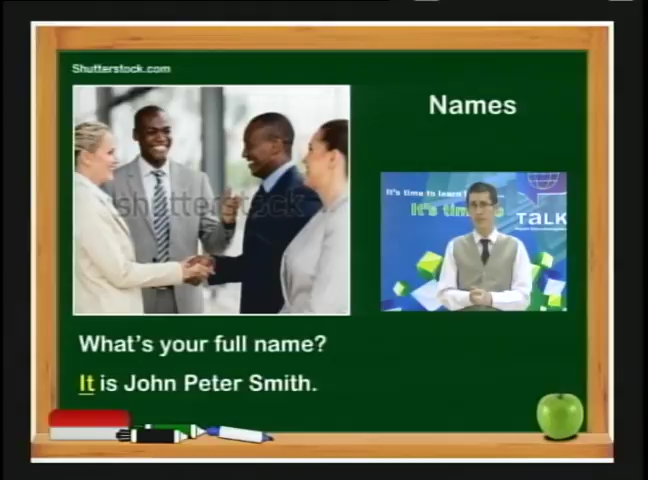 Shutterstock.com
Names
shutterstock
It's time to learn
It's time
TALK
What's your full name?
It is John Peter Smith.